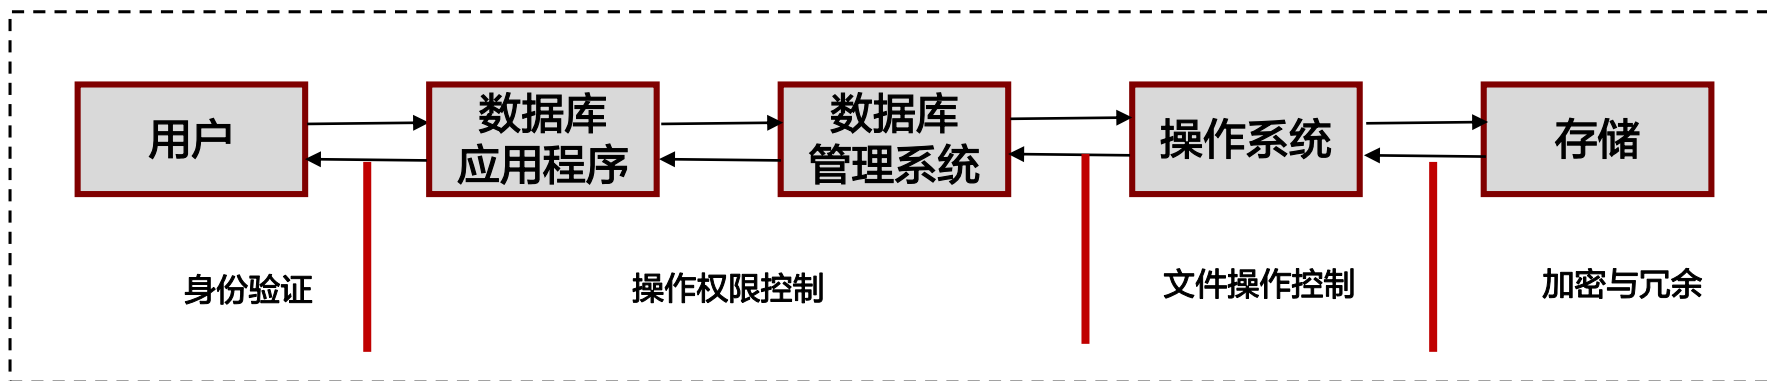 用户
数据库
应用程序
数据库
管理系统
操作系统
存储
身份验证
操作权限控制
文件操作控制
加密与冗余